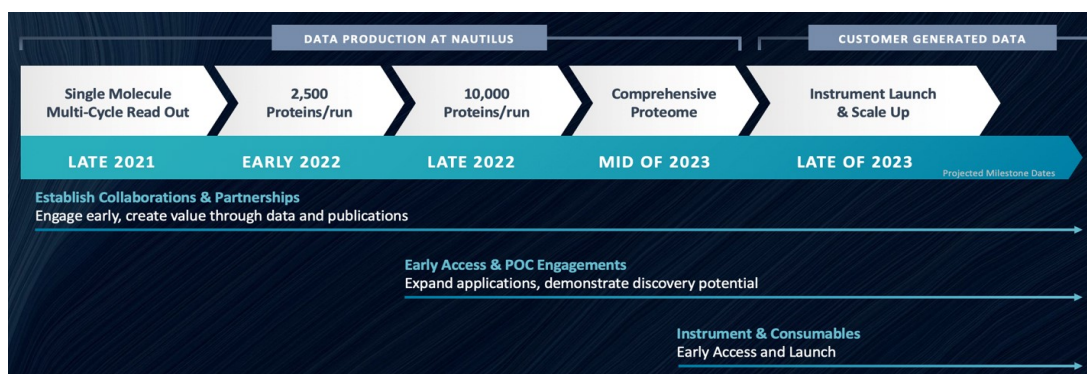 DATA PRODUCTION AT NAUTILUS
CUSTOMER GENERATED DATA
Single Molecule
Multi-Cycle Read Out
2,500
Proteins/run
10,000
Proteins/run
Comprehensive
Proteome
Instrument Launch
& Scale Up
LATE 2021
EARLY 2022
LATE 2022
MID OF 2023
LATE OF 2023
Projected Milestone Dates
Establish Collaborations & Partnerships
Engage early, create value through data and publications
Early Access & POC Engagements
Expand applications, demonstrate discovery potential
Instrument & Consumables
Early Access and Launch